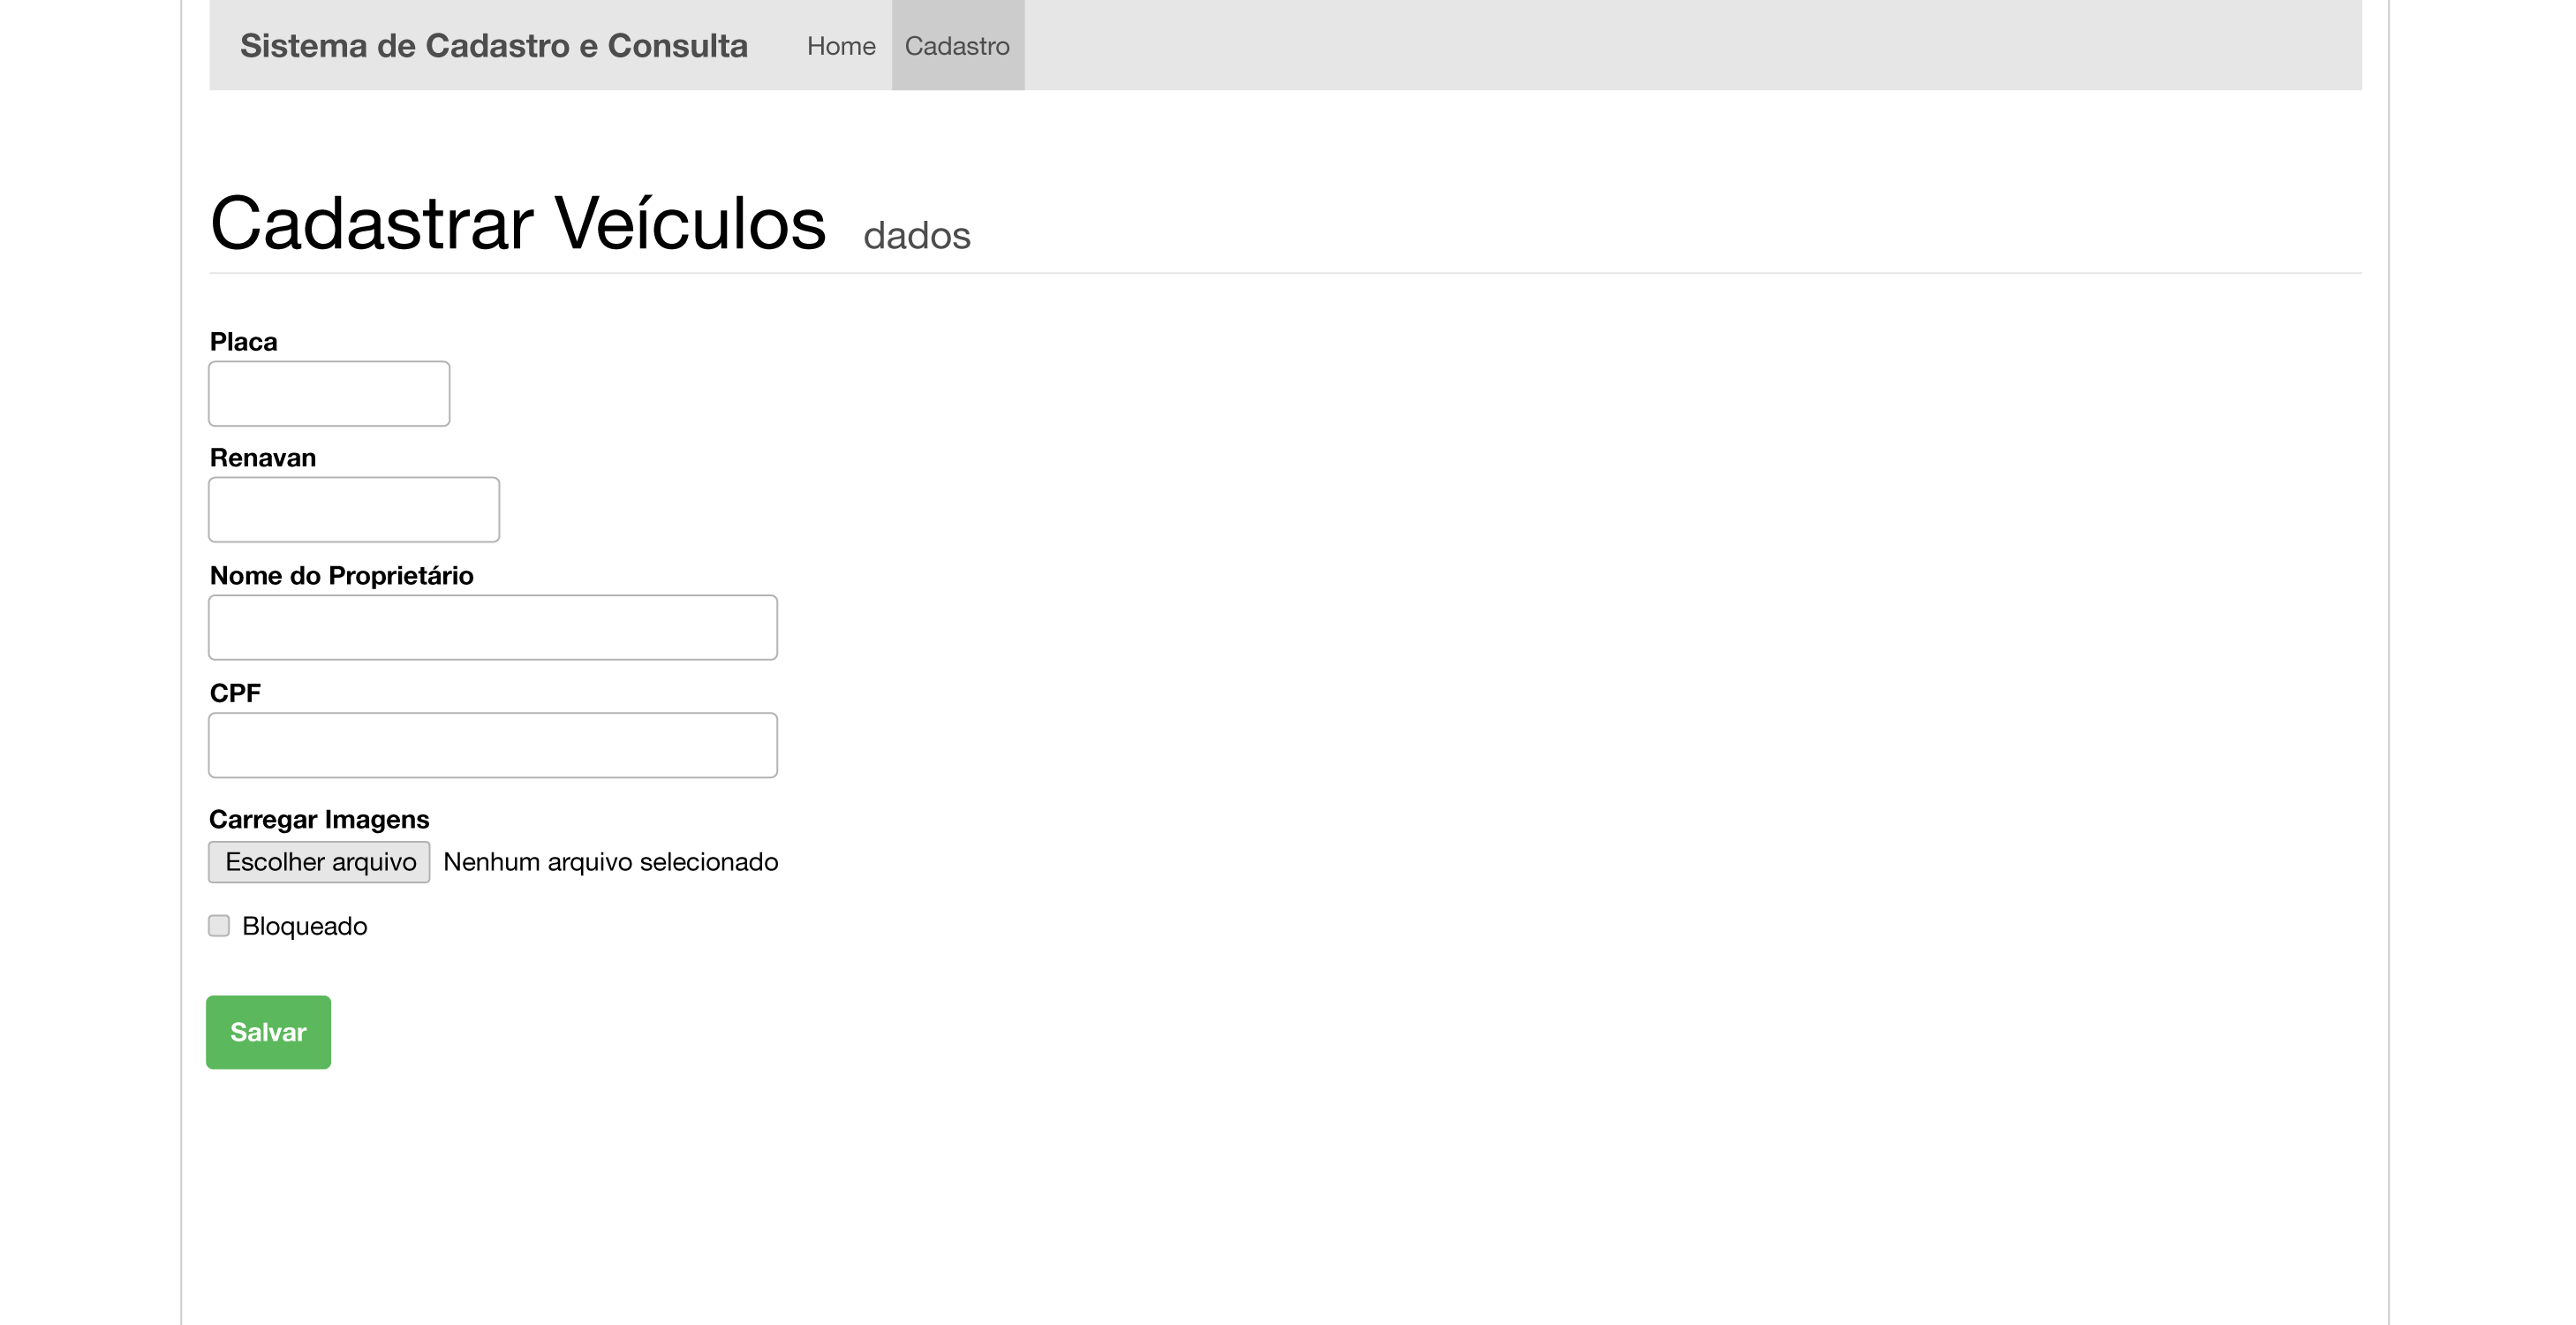 Sistema de Cadastro e Consulta Home Cadastro
Cadastrar Veículos dados
Placa
Renavan
Nome do Proprietário
CPF
Carregar Imagens
Escolher arquivo Nenhum arquivo selecionado
Bloqueado
Salvar